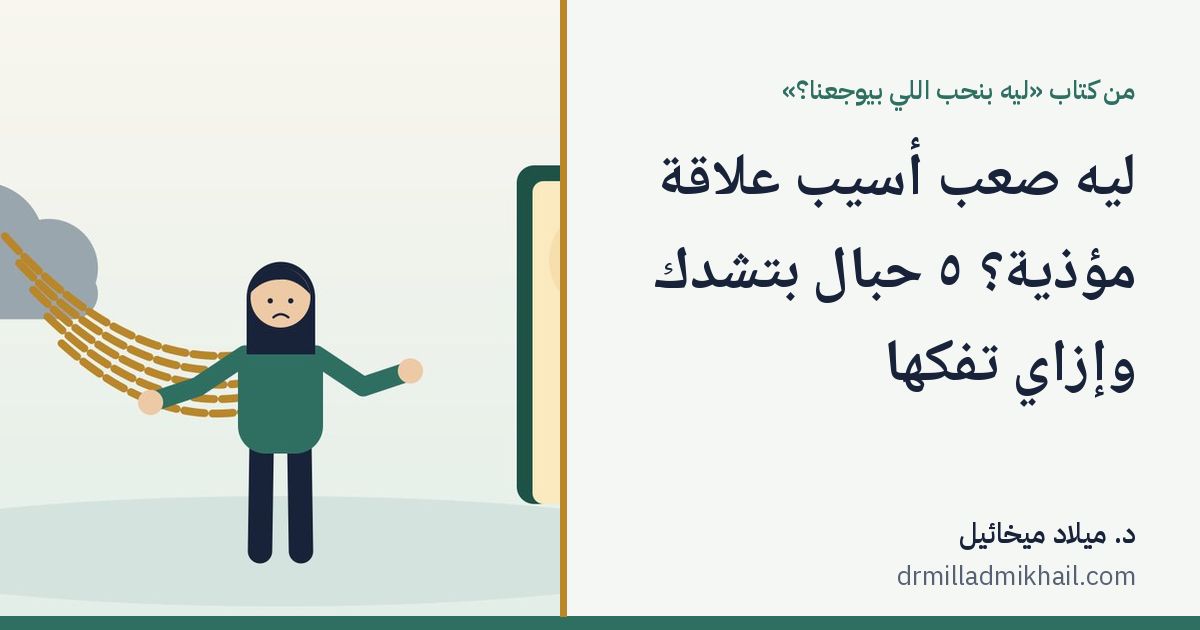 من كتاب «ليه بنحب اللي بيوجعنا؟»
ليه صعب أسيب علاقة
مؤذية؟ ٥ حبال بتشدك
وإزاي تفكها
د. ميلاد ميخائيل
drmilladmikhail.com